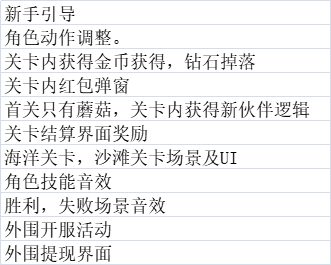 新手引导
角色动作调整。
关卡内获得金币获得，钻石掉落
关卡内红包弹窗
首关只有蘑菇，关卡内获得新伙伴逻辑
关卡结算界面奖励
海洋关卡，沙滩关卡场景及UI
角色技能音效
胜利，失败场景音效
外围开服活动
外围提现界面